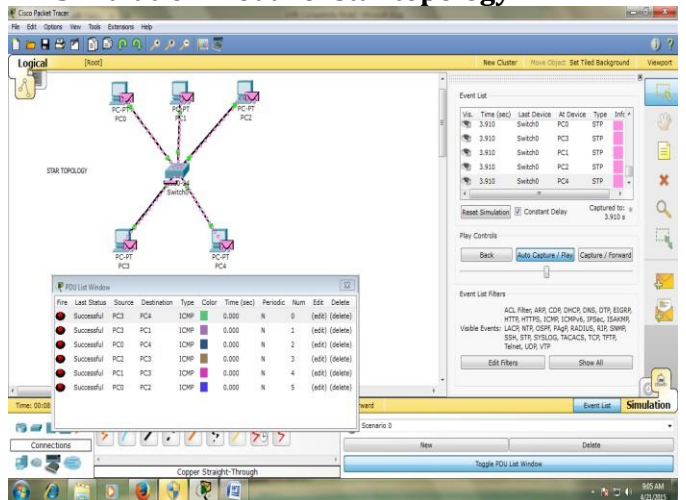 Cisco Packet Tracer
File Edit Options View Tools Extensions Help
Logical [Root] New Cluster Move Object Set Tiled Background Viewport
PC-PT
PC0
PC-PT
PC1
PC-PT
PC2
STAR TOPOLOGY
Switch0
PC-PT
PC3
PC-PT
PC4
Event List
Vis. Time (sec) Last Device At Device Type Info
3.910 Switch0 PC0 STP
3.910 Switch0 PC3 STP
3.910 Switch0 PC1 STP
3.910 Switch0 PC2 STP
3.910 Switch0 PC4 STP
Reset Simulation Constant Delay Captured to:
3.910 s
Play Controls
Back Auto Capture / Play Capture / Forward
Event List Filters
ACL Filter, ARP, CDP, DHCP, DNS, DTP, EIGRP,
HTTP, HTTPS, ICMP, ICMPv6, IPSec, ISAKMP,
Visible Events: LACP, NTP, OSPF, PAgP, RADIUS, RIP, SNMP,
SSH, STP, SYSLOG, TACACS, TCP, TFTP,
Telnet, UDP, VTP
Edit Filters Show All
PDU List Window
Fire Last Status Source Destination Type Color Time (sec) Periodic Num Edit Delete
Successful PC3 PC4 ICMP 0.000 N 0 (edit) (delete)
Successful PC3 PC1 ICMP 0.000 N 1 (edit) (delete)
Successful PC3 PC0 ICMP 0.000 N 2 (edit) (delete)
Successful PC3 PC2 ICMP 0.000 N 3 (edit) (delete)
Successful PC0 PC1 ICMP 0.000 N 4 (edit) (delete)
Successful PC0 PC2 ICMP 0.000 N 5 (edit) (delete)
Time: 00:08 Event List Simulation
Scenario 0
New Delete
Toggle PDU List Window
Connections
Copper Straight-Through
9:05 AM
4/21/2015